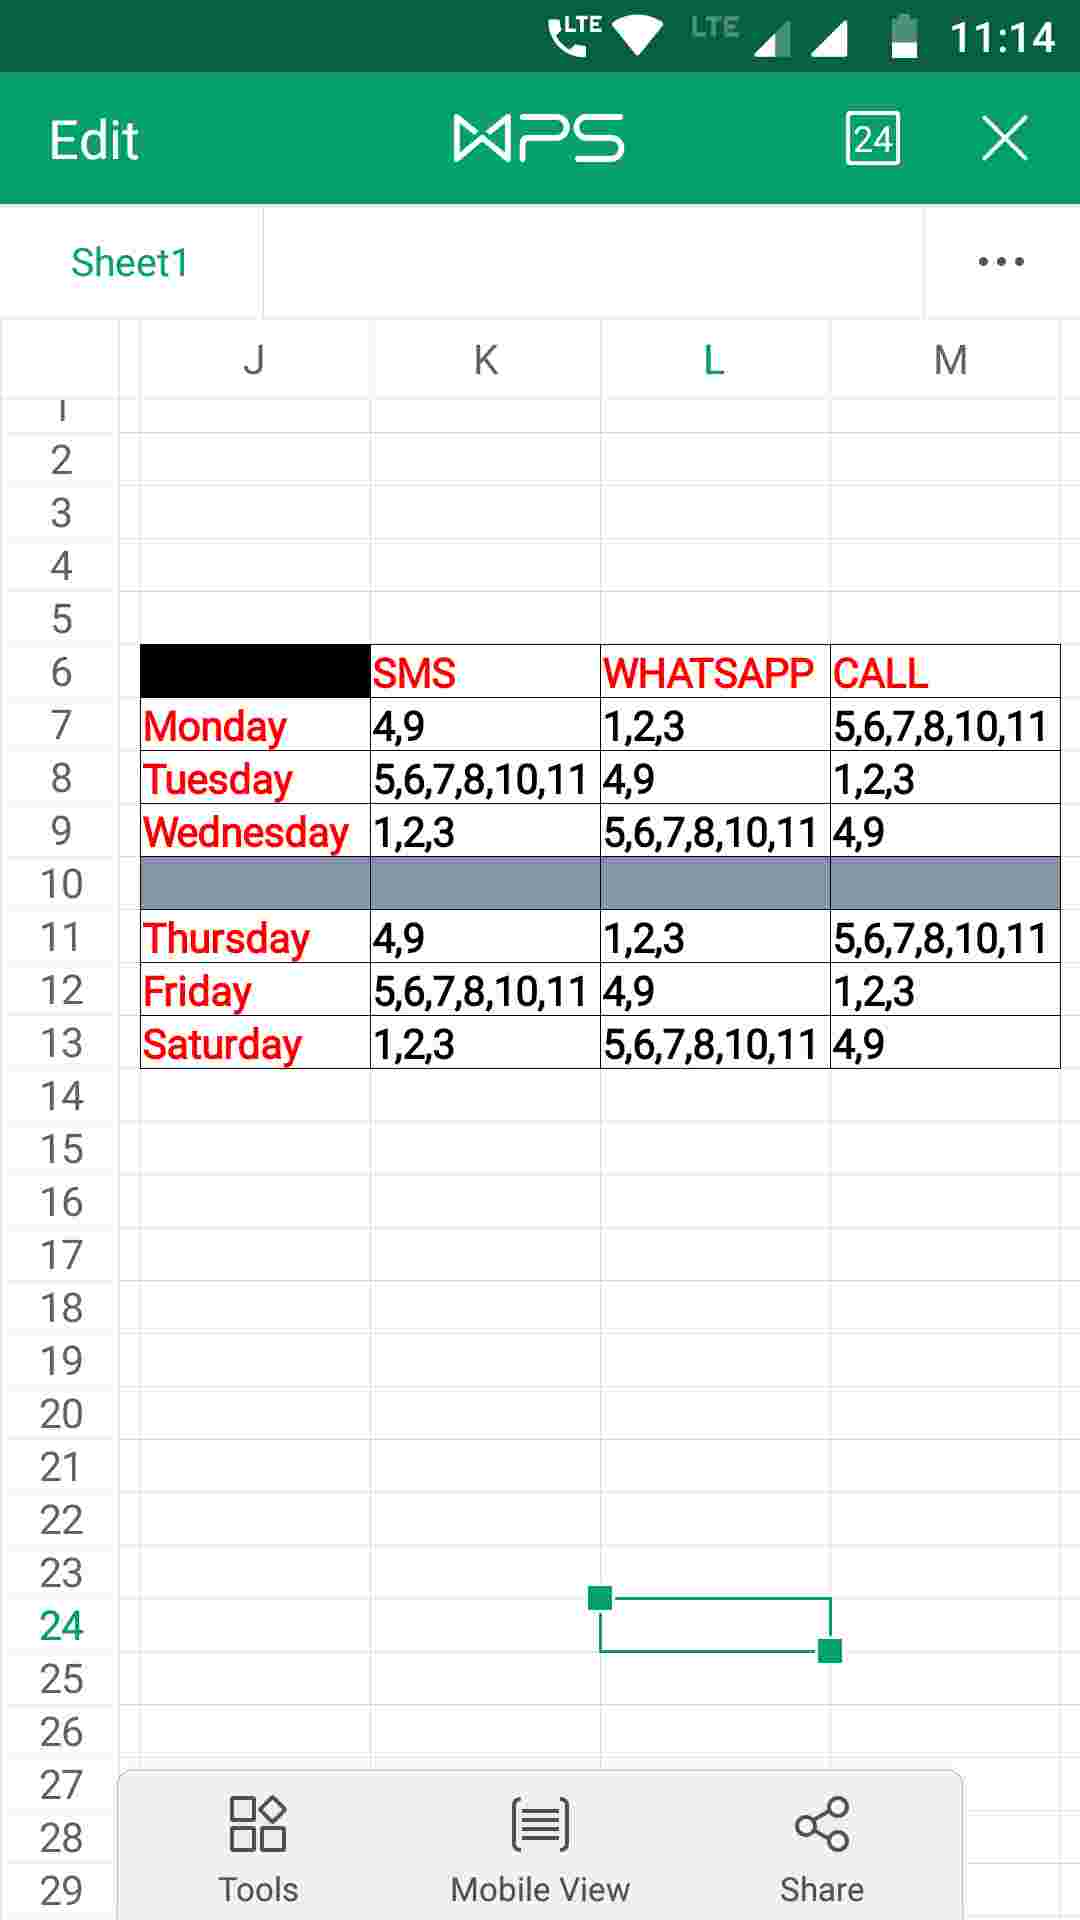 LTE LTE 11:14
Edit WPS 24
Sheet1
J K L M
1
2
3
4
5
6 SMS WHATSAPP CALL
7 Monday 4,9 1,2,3 5,6,7,8,10,11
8 Tuesday 5,6,7,8,10,11 4,9 1,2,3
9 Wednesday 1,2,3 5,6,7,8,10,11 4,9
10
11 Thursday 4,9 1,2,3 5,6,7,8,10,11
12 Friday 5,6,7,8,10,11 4,9 1,2,3
13 Saturday 1,2,3 5,6,7,8,10,11 4,9
14
15
16
17
18
19
20
21
22
23
24
25
26
27
28
29
Tools Mobile View Share